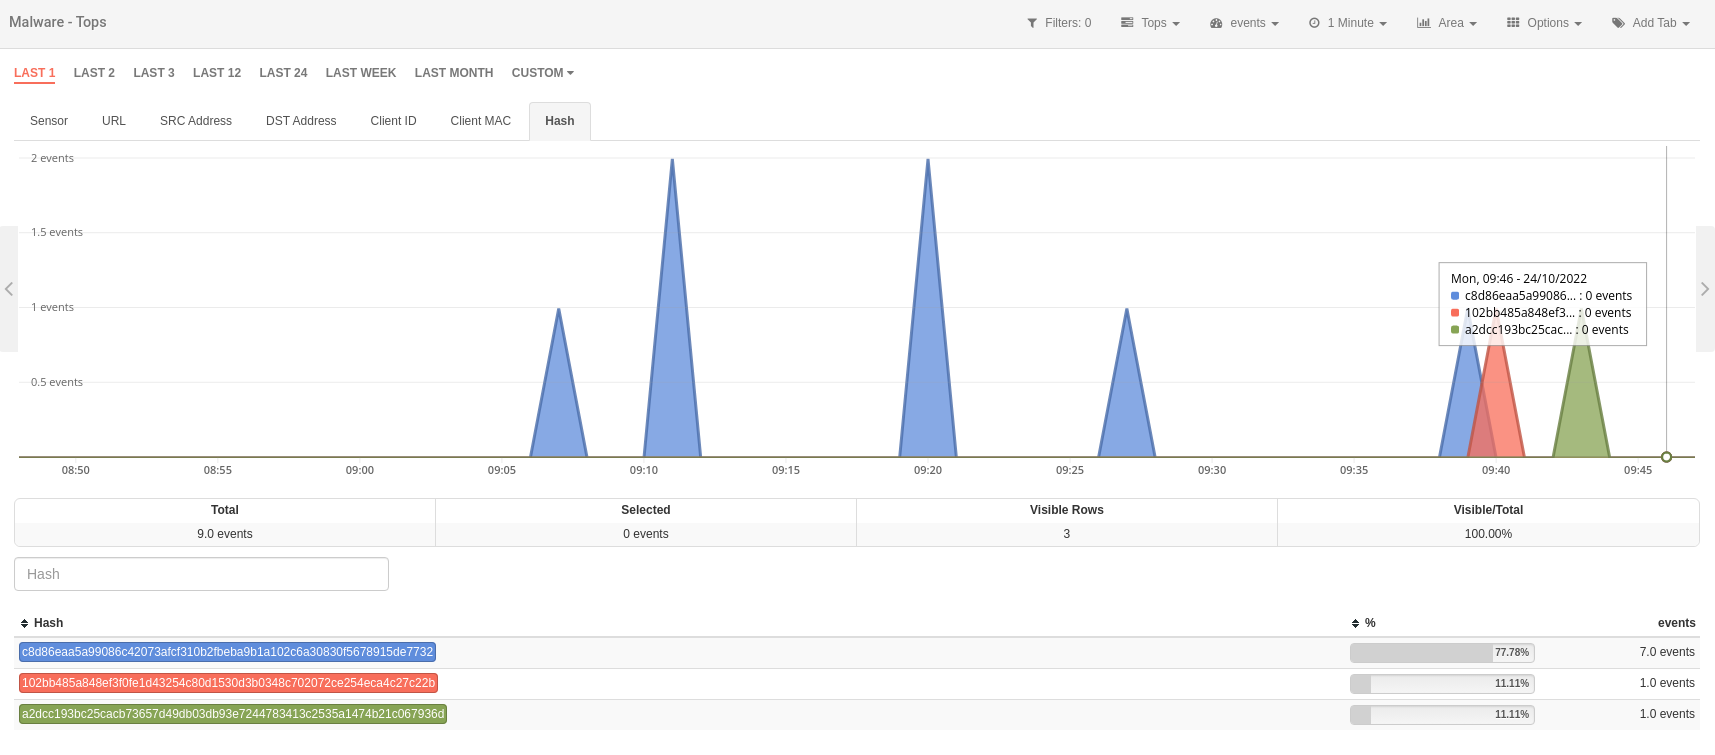 Malware - Tops
Filters: 0 Tops events 1 Minute Area Options Add Tab
LAST 1 LAST 2 LAST 3 LAST 12 LAST 24 LAST WEEK LAST MONTH CUSTOM
Sensor URL SRC Address DST Address Client ID Client MAC Hash
2 events
1.5 events
1 events
0.5 events
Mon, 09:46 - 24/10/2022
c8d86eaa5a99086... : 0 events
102bb485a848ef3... : 0 events
a2dcc193bc25cac... : 0 events
08:50 08:55 09:00 09:05 09:10 09:15 09:20 09:25 09:30 09:35 09:40 09:45
Total Selected Visible Rows Visible/Total
9.0 events 0 events 3 100.00%
Hash
Hash % events
c8d86eaa5a99086c42073afcf310b2fbeba9b1a102c6a30830f5678915de7732 77.78% 7.0 events
102bb485a848ef3f0fe1d43254c80d1530d3b0348c702072ce254eca4c27c22b 11.11% 1.0 events
a2dcc193bc25cacb73657d49db03db93e7244783413c2535a1474b21c067936d 11.11% 1.0 events